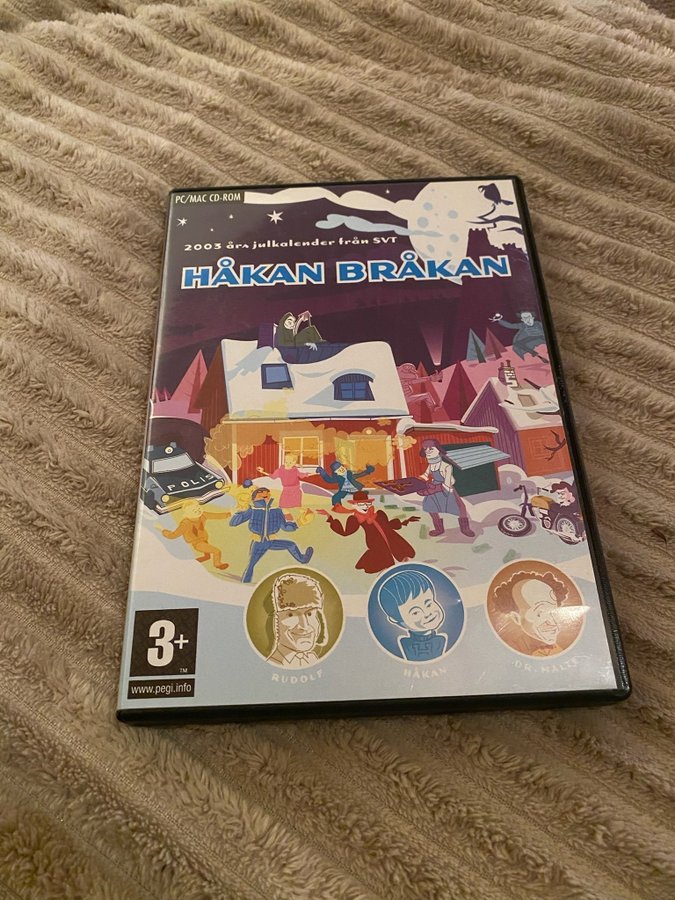 PC/MAC CD-ROM
2003 års julkalender från SVT
HÅKAN BRÅKAN
POLIS
3+
TM
www.pegi.info
RUDOLF
HÅKAN
DR. MALTE